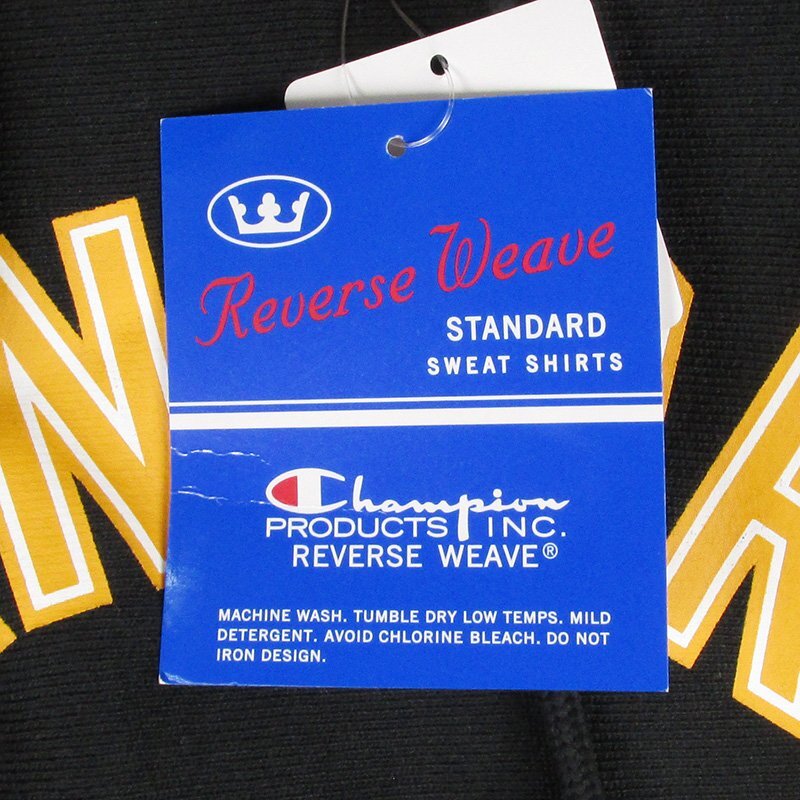 Reverse Weave
STANDARD
SWEAT SHIRTS
Champion
PRODUCTS INC.
REVERSE WEAVE®
MACHINE WASH. TUMBLE DRY LOW TEMPS. MILD
DETERGENT. AVOID CHLORINE BLEACH. DO NOT
IRON DESIGN.
N